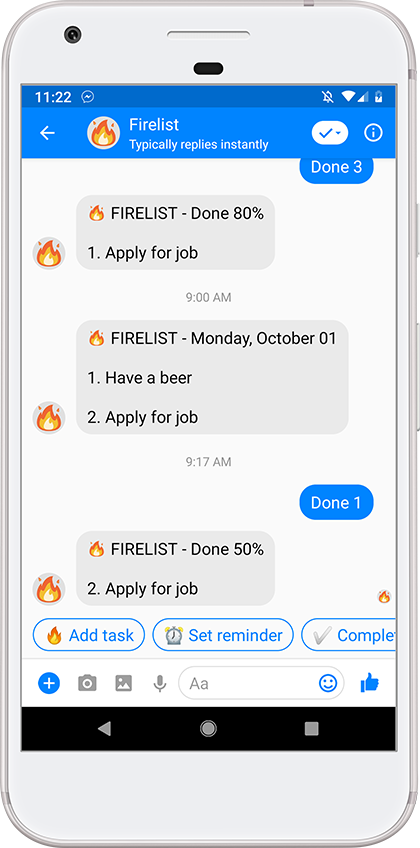 11:22
Firelist
Typically replies instantly
Done 3
FIRELIST - Done 80%
1. Apply for job
9:00 AM
FIRELIST - Monday, October 01
1. Have a beer
2. Apply for job
9:17 AM
Done 1
FIRELIST - Done 50%
2. Apply for job
Add task
Set reminder
Comple
Aa